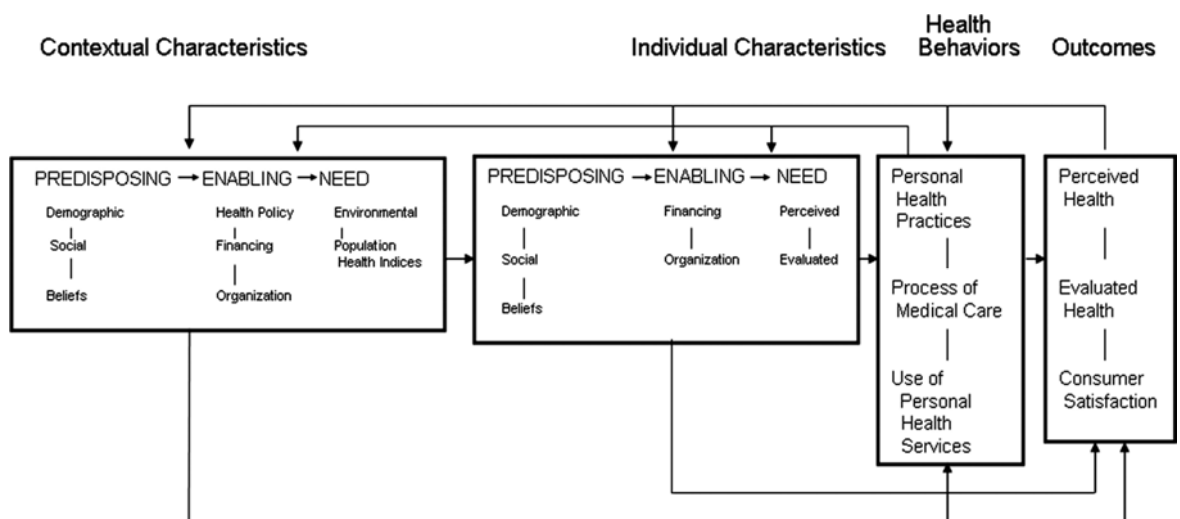 Contextual Characteristics
Individual Characteristics
Health
Behaviors
Outcomes
PREDISPOSING
ENABLING
NEED
Demographic
Social
Beliefs
Health Policy
Financing
Organization
Environmental
Population
Health Indices
PREDISPOSING
ENABLING
NEED
Demographic
Social
Beliefs
Financing
Organization
Perceived
Evaluated
Personal
Health
Practices
Process of
Medical Care
Use of
Personal
Health
Services
Perceived
Health
Evaluated
Health
Consumer
Satisfaction